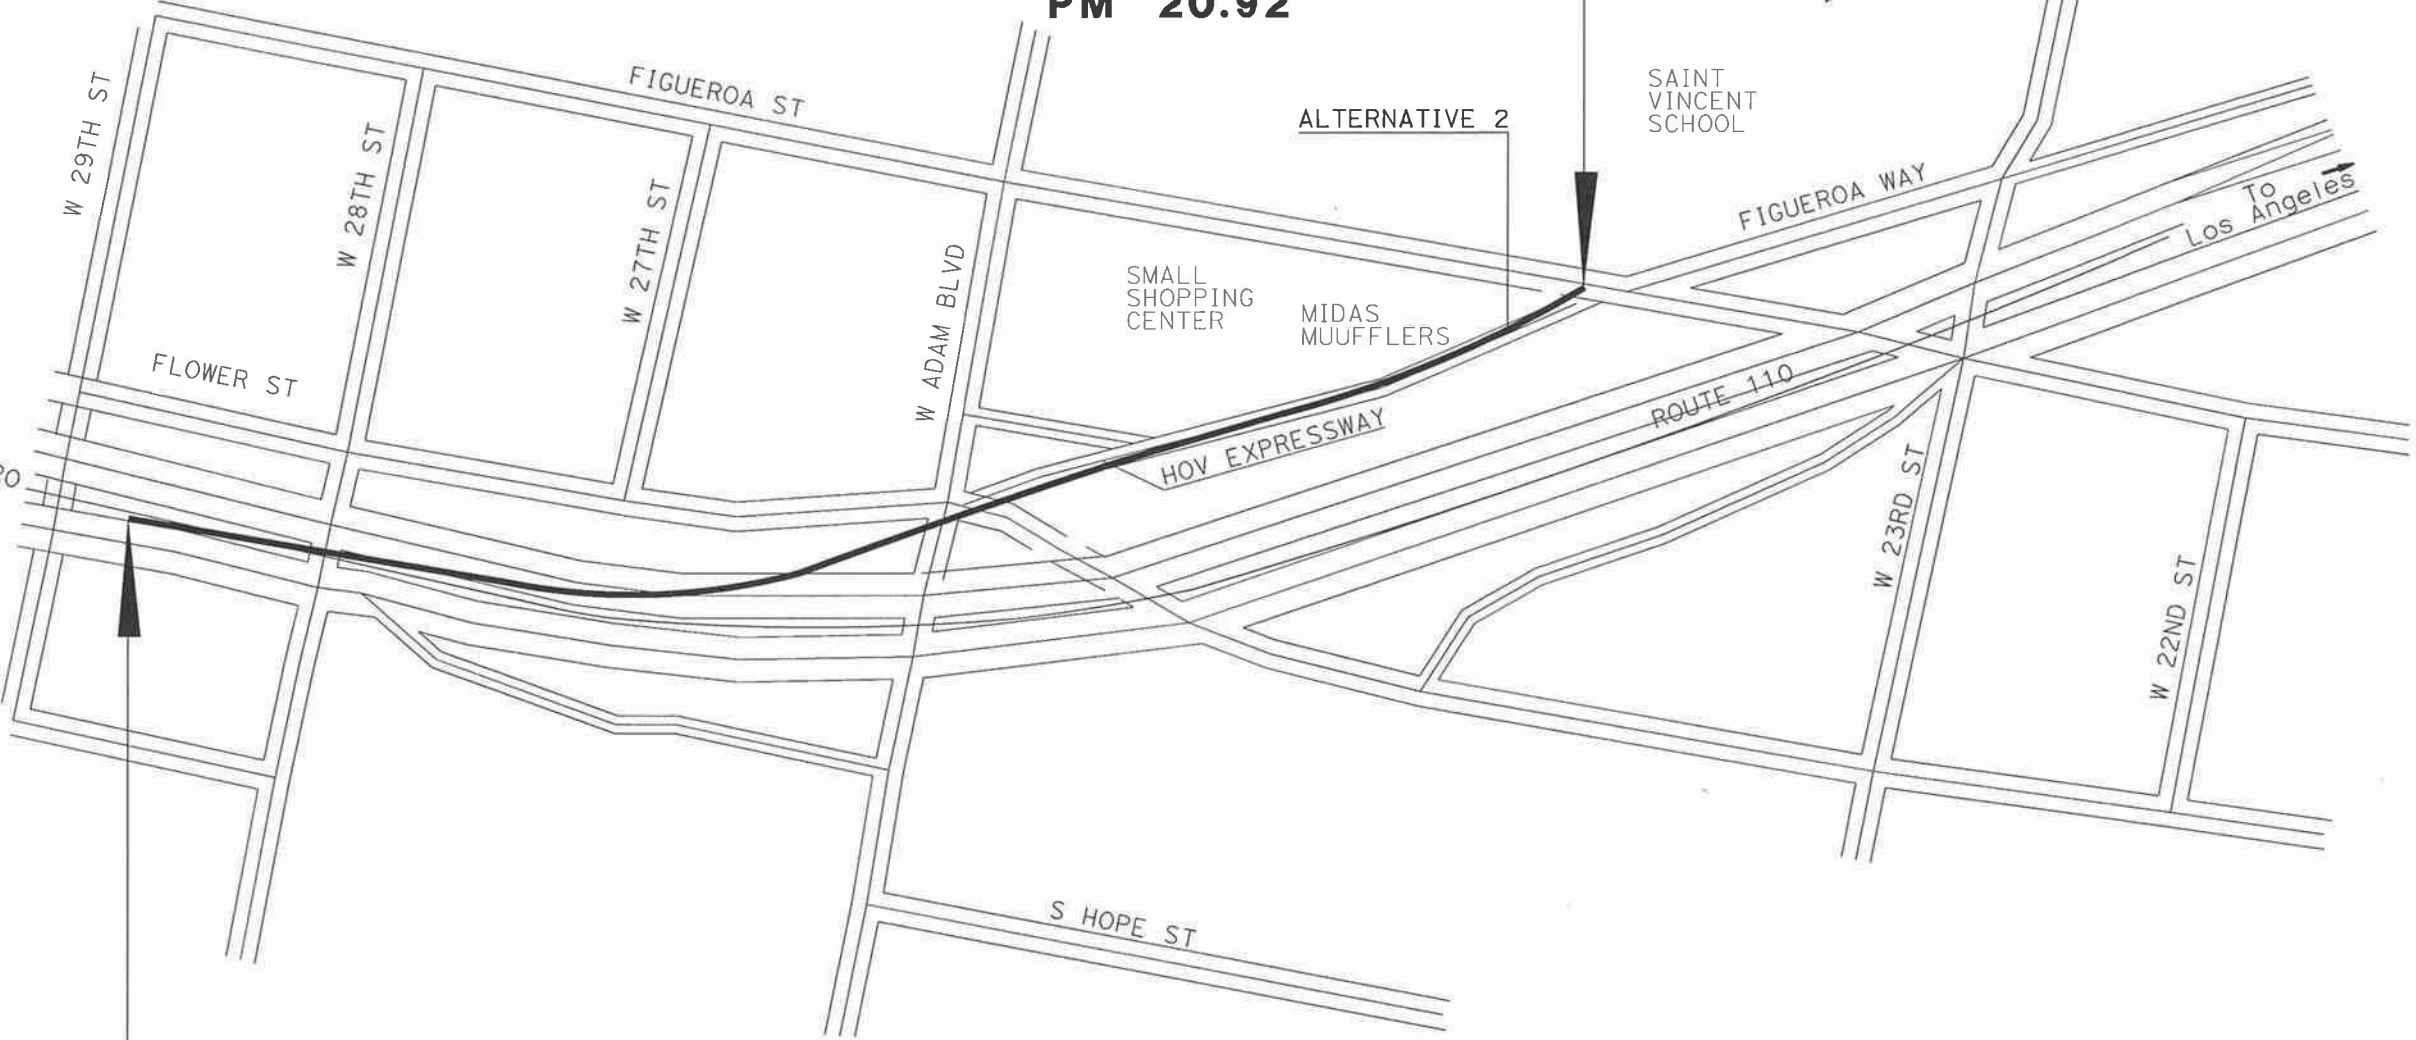 PM 20.92
FIGUEROA ST
SAINT
VINCENT
SCHOOL
ALTERNATIVE 2
W 29TH ST
W 28TH ST
W 27TH ST
W ADAM BLVD
FIGUEROA WAY
To
Los Angeles
SMALL
SHOPPING
CENTER
MIDAS
MUUFFLERS
FLOWER ST
ROUTE 110
HOV EXPRESSWAY
W 23RD ST
W 22ND ST
S HOPE ST